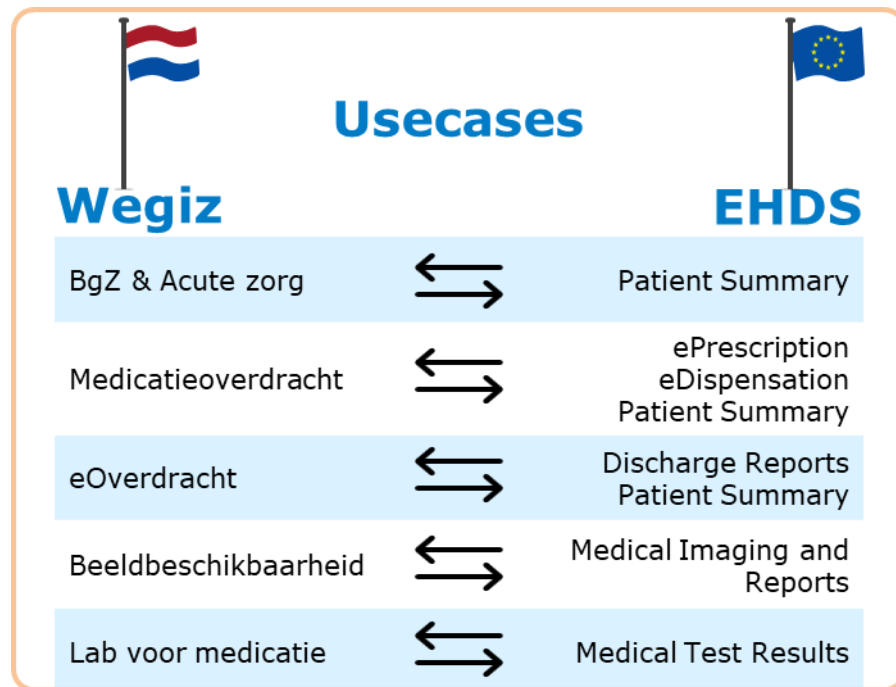 Usecases
Wegiz
EHDS
BgZ & Acute zorg
Patient Summary
Medicatieoverdracht
ePrescription
eDispensation
Patient Summary
eOverdracht
Discharge Reports
Patient Summary
Beeldbeschikbaarheid
Medical Imaging and
Reports
Lab voor medicatie
Medical Test Results